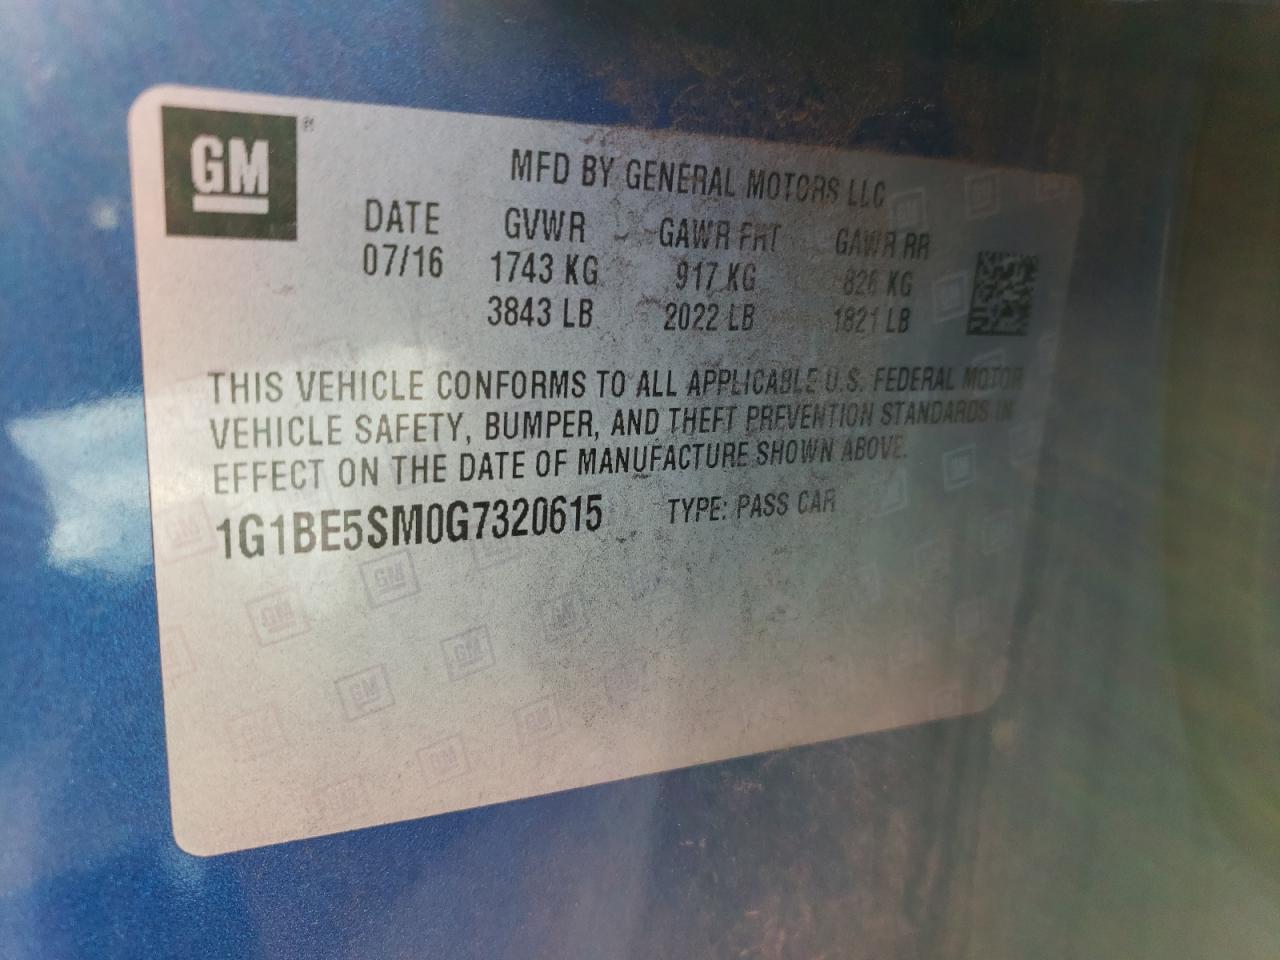 GM®
MFD BY GENERAL MOTORS LLC
DATE GVWR GAWR FRT GAWR RR
07/16 1743 KG 917 KG 826 KG
3843 LB 2022 LB 1821 LB
THIS VEHICLE CONFORMS TO ALL APPLICABLE U.S. FEDERAL MOTOR
VEHICLE SAFETY, BUMPER, AND THEFT PREVENTION STANDARDS IN
EFFECT ON THE DATE OF MANUFACTURE SHOWN ABOVE.
1G1BE5SM0G7320615 TYPE: PASS CAR